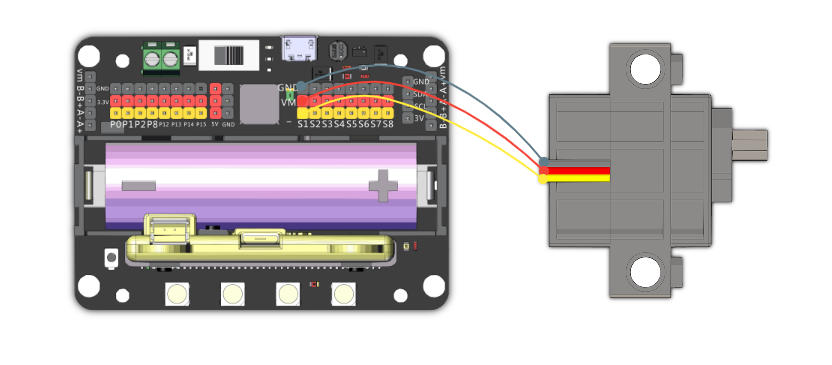 vm B- B+ A- A+
GND
3.3V
P0 P1 P2 P8 P12 P13 P14 P15 5V GND
GND
VM
S1 S2 S3 S4 S5 S6 S7 S8
GND
SDA
SCL
3V
B- B+ A- A+ vm